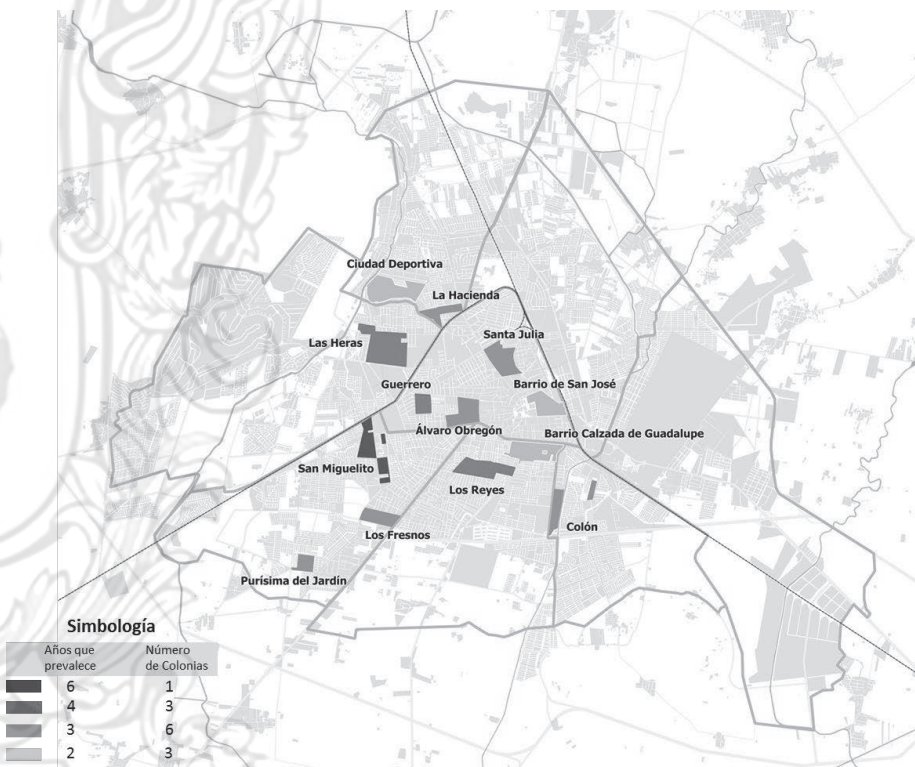 Ciudad Deportiva
La Hacienda
Santa Julia
Las Heras
Guerrero
Barrio de San José
Álvaro Obregón
Barrio Calzada de Guadalupe
San Miguelito
Los Reyes
Colón
Los Fresnos
Purísima del Jardín
Simbología
Años que prevalece
Número de Colonias
6 1
4 3
3 6
2 3